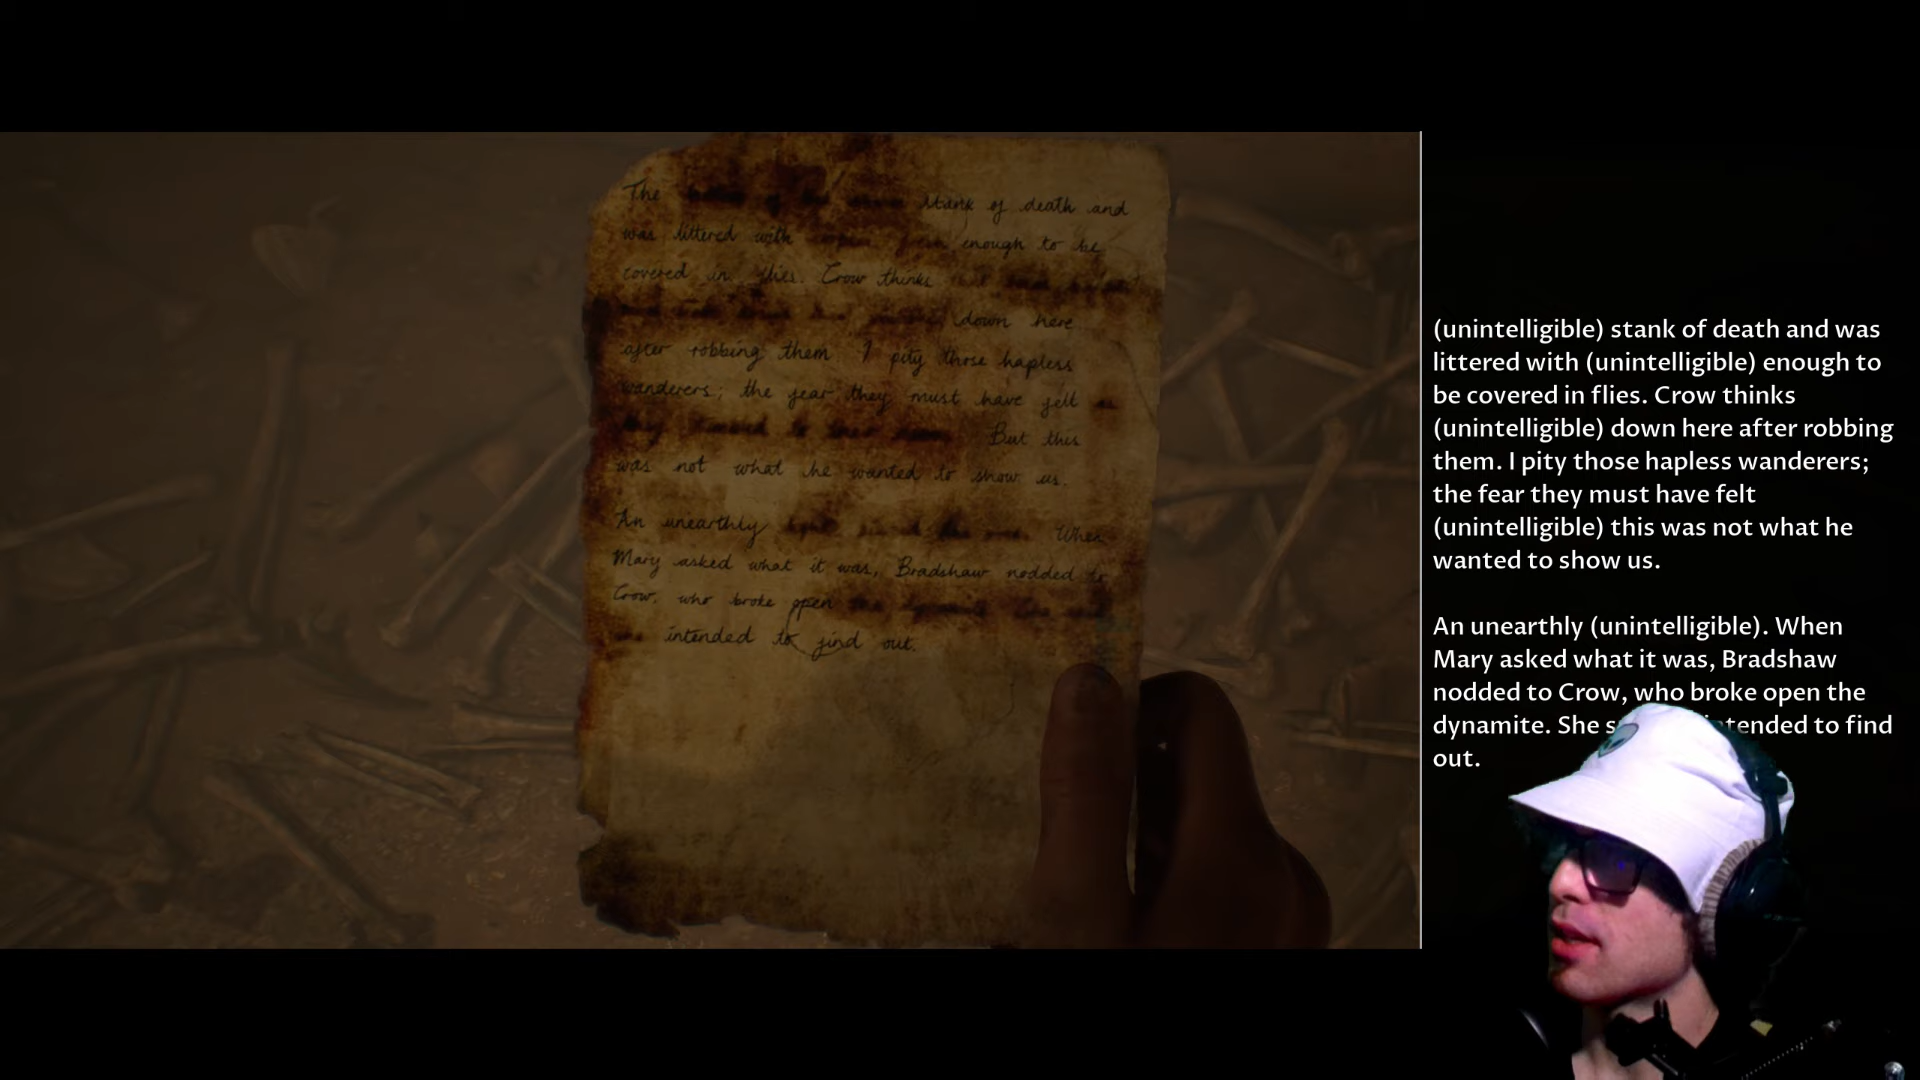 The stank of death and
was littered with enough to be
covered in flies. Crow thinks
down here
after robbing them. I pity those hapless
wanderers; the fear they must have felt
But this
was not what he wanted to show us.
An unearthly When
Mary asked what it was, Bradshaw nodded to
Crow, who broke open
intended to find out.
(unintelligible) stank of death and was
littered with (unintelligible) enough to
be covered in flies. Crow thinks
(unintelligible) down here after robbing
them. I pity those hapless wanderers;
the fear they must have felt
(unintelligible) this was not what he
wanted to show us.
An unearthly (unintelligible). When
Mary asked what it was, Bradshaw
nodded to Crow, who broke open the
dynamite. She intended to find
out.